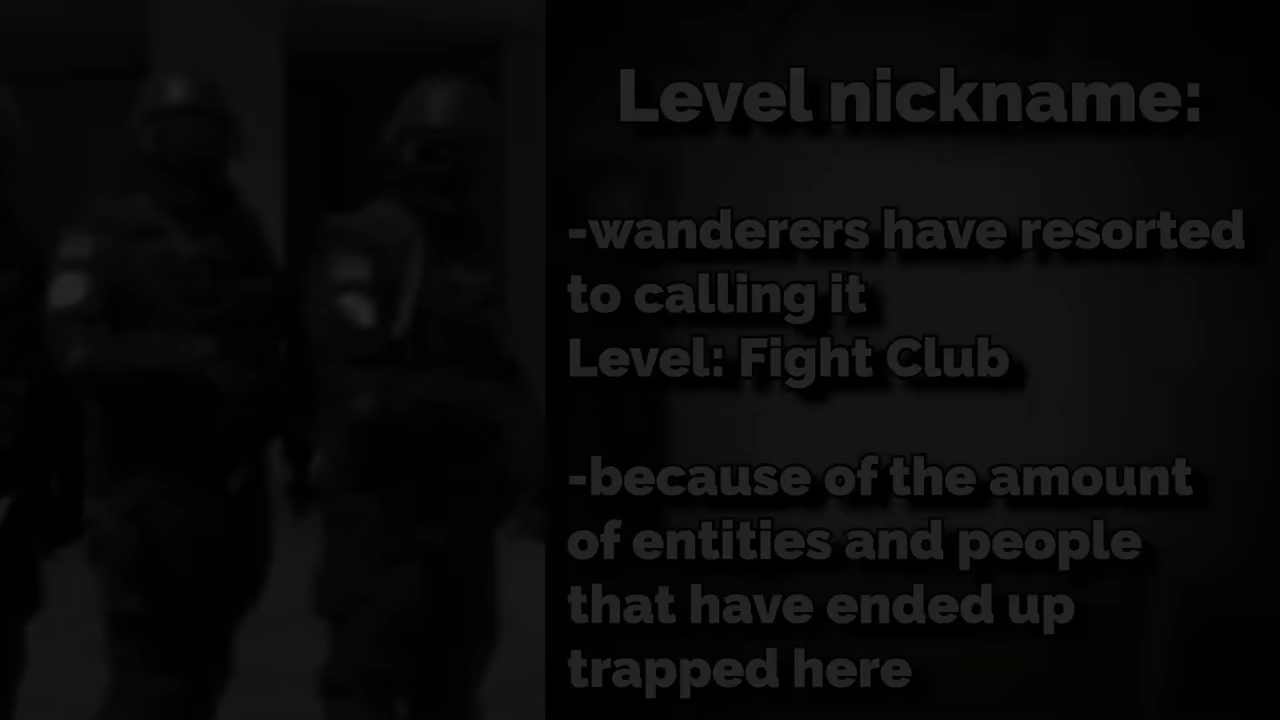 Level nickname:
-wanderers have resorted
to calling it
Level: Fight Club
-because of the amount
of entities and people
that have ended up
trapped here